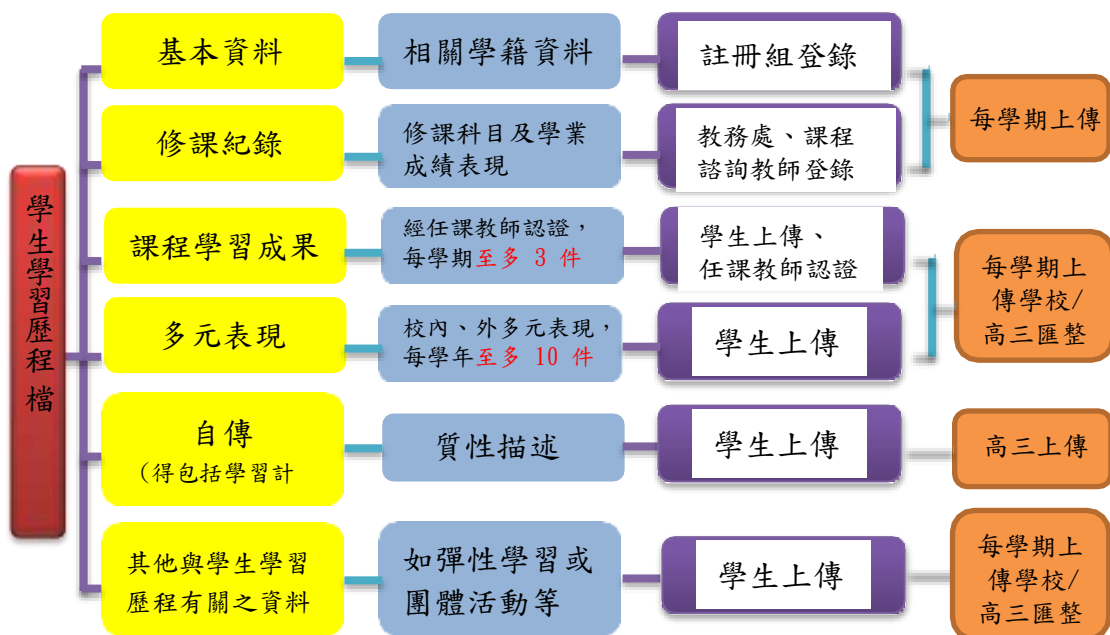 學生學習歷程檔
基本資料
相關學籍資料
註冊組登錄
修課紀錄
修課科目及學業
成績表現
教務處、課程
諮詢教師登錄
每學期上傳
課程學習成果
經任課教師認證，
每學期至多 3 件
學生上傳、
任課教師認證
多元表現
校內、外多元表現，
每學年至多 10 件
學生上傳
每學期上
傳學校/
高三匯整
自傳
(得包括學習計
質性描述
學生上傳
高三上傳
其他與學生學習
歷程有關之資料
如彈性學習或
團體活動等
學生上傳
每學期上
傳學校/
高三匯整